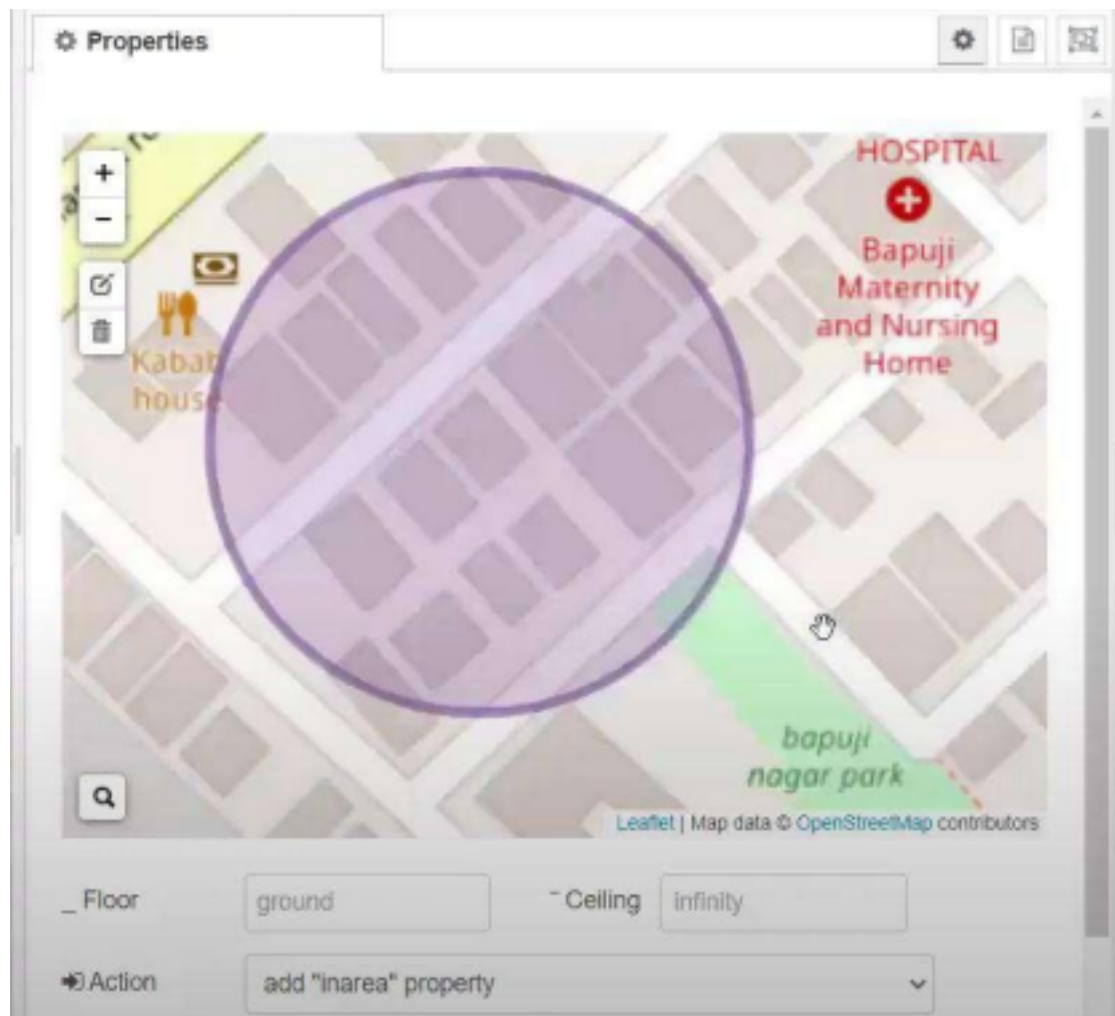 Properties
+
−
HOSPITAL
Bapuji
Maternity
and Nursing
Home
Kabab
house
bapuji
nagar park
Leaflet | Map data © OpenStreetMap contributors
_ Floor
ground
‾ Ceiling
infinity
Action
add "inarea" property